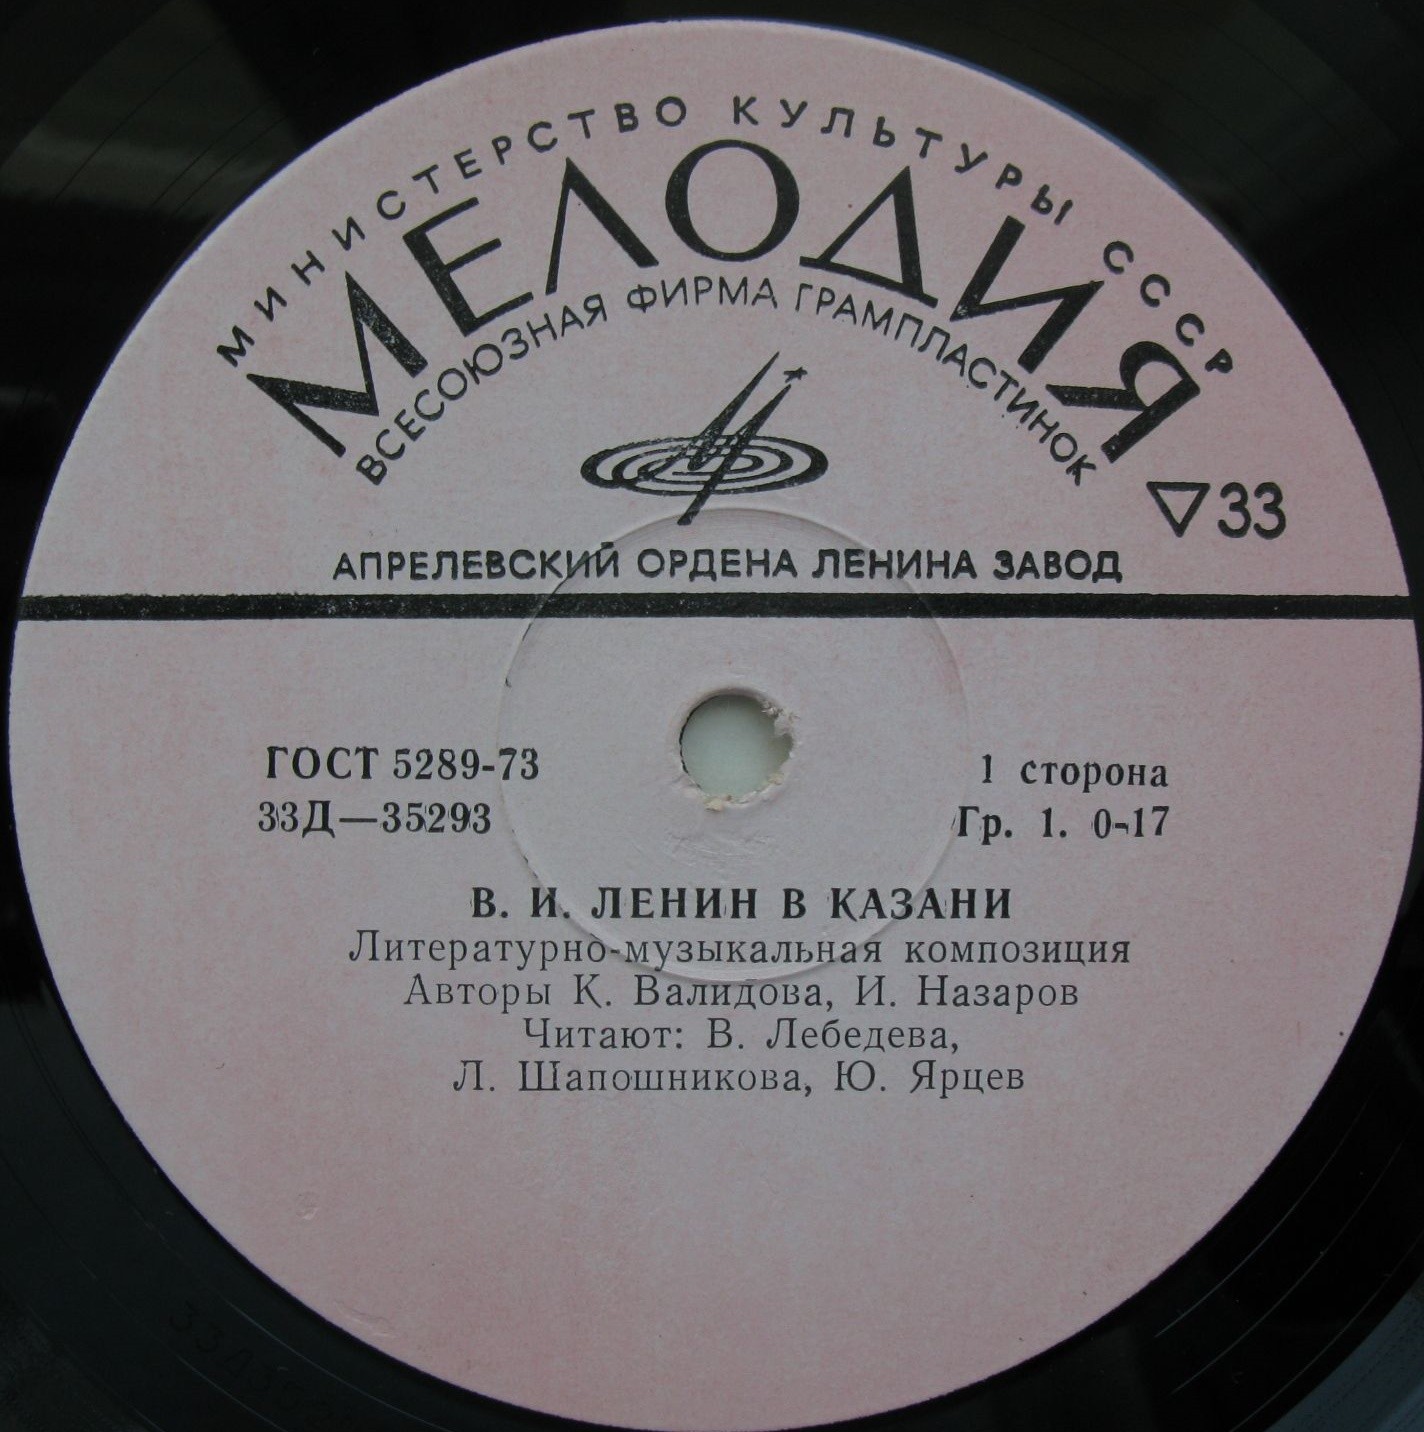 МИНИСТЕРСТВО КУЛЬТУРЫ СССР
МЕЛОДИЯ
ВСЕСОЮЗНАЯ ФИРМА ГРАМПЛАСТИНОК
33
АПРЕЛЕВСКИЙ ОРДЕНА ЛЕНИНА ЗАВОД
ГОСТ 5289-73
1 сторона
33Д—35293
Гр. 1. 0-17
В. И. ЛЕНИН В КАЗАНИ
Литературно-музыкальная композиция
Авторы К. Валидова, И. Назаров
Читают: В. Лебедева,
Л. Шапошникова, Ю. Ярцев